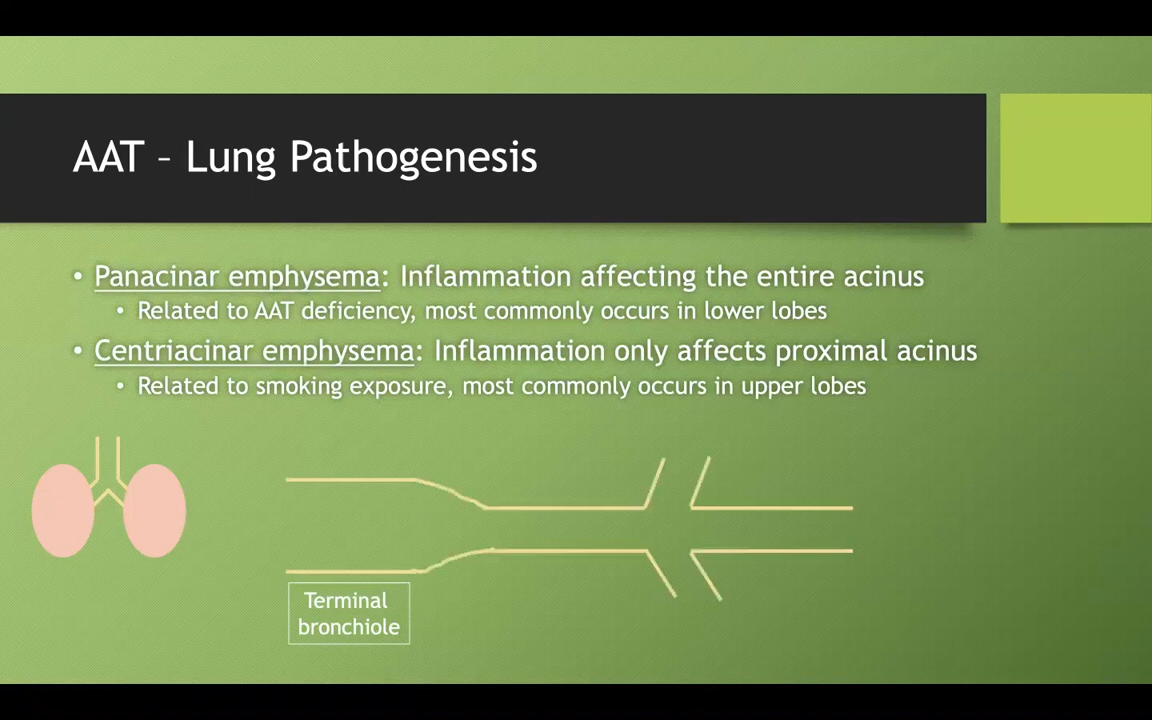 AAT – Lung Pathogenesis
• Panacinar emphysema: Inflammation affecting the entire acinus
• Related to AAT deficiency, most commonly occurs in lower lobes
• Centriacinar emphysema: Inflammation only affects proximal acinus
• Related to smoking exposure, most commonly occurs in upper lobes
Terminal
bronchiole